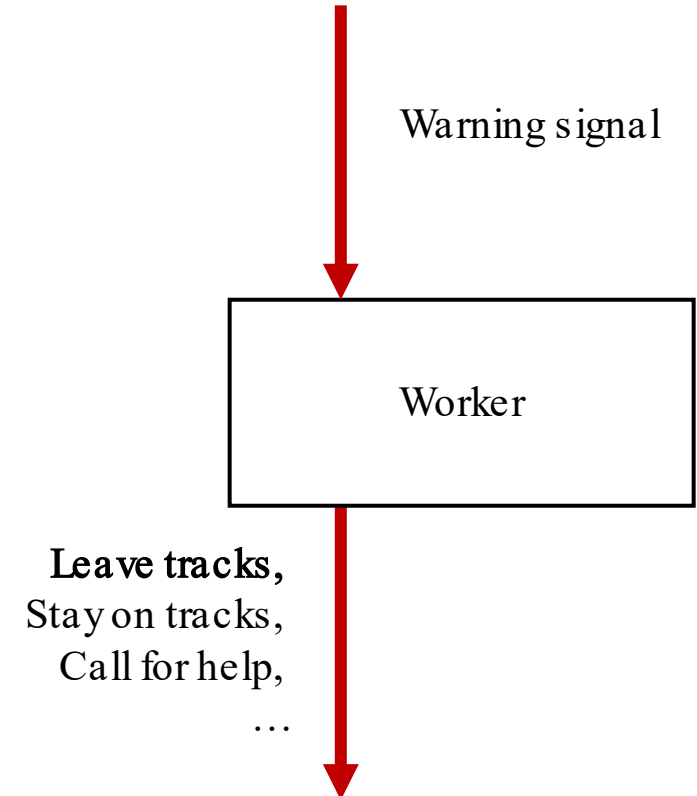 Warning signal
Worker
Leave tracks,
Stay on tracks,
Call for help,
…